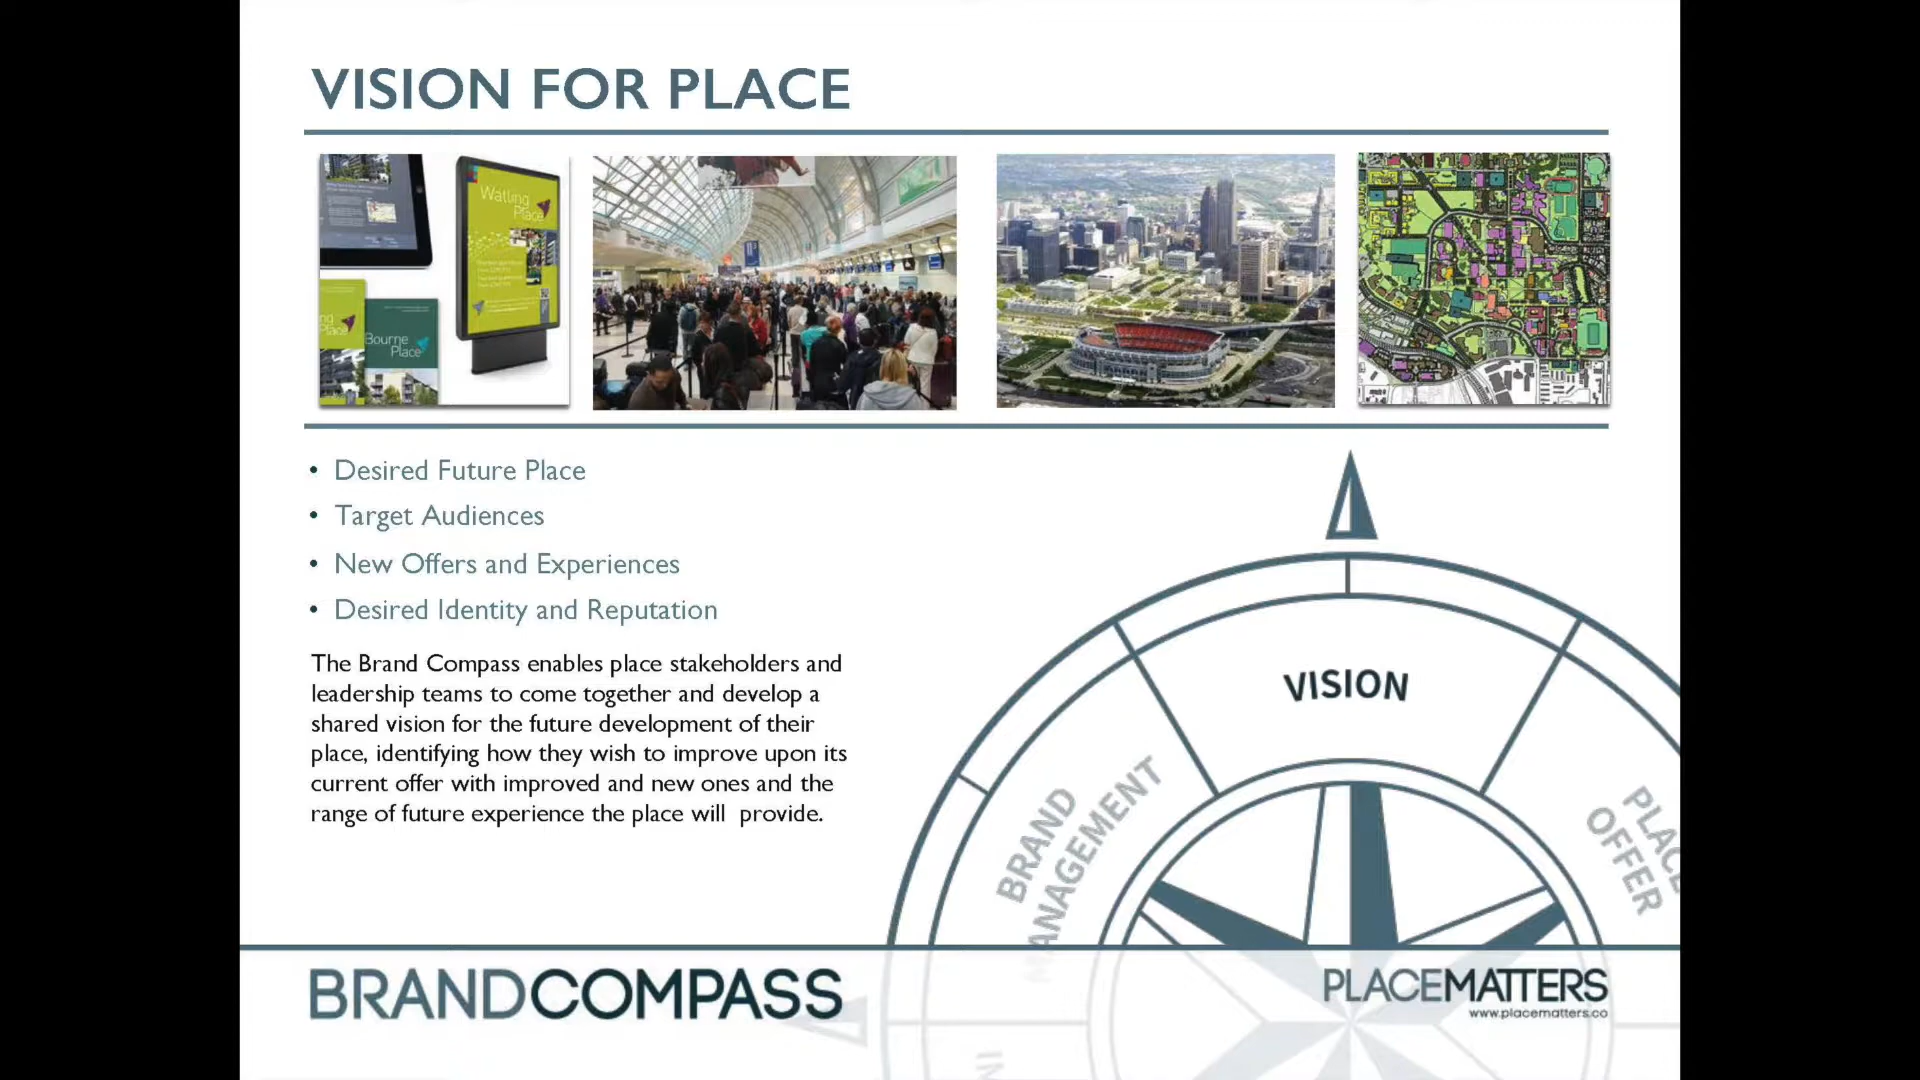 VISION FOR PLACE
Watling
Place
ng
Place
Bourne
Place
• Desired Future Place
• Target Audiences
• New Offers and Experiences
• Desired Identity and Reputation
The Brand Compass enables place stakeholders and
leadership teams to come together and develop a
shared vision for the future development of their
place, identifying how they wish to improve upon its
current offer with improved and new ones and the
range of future experience the place will  provide.
VISION
BRAND
MANAGEMENT
PLACE
OFFER
BRANDCOMPASS
PLACEMATTERS
www.placematters.co